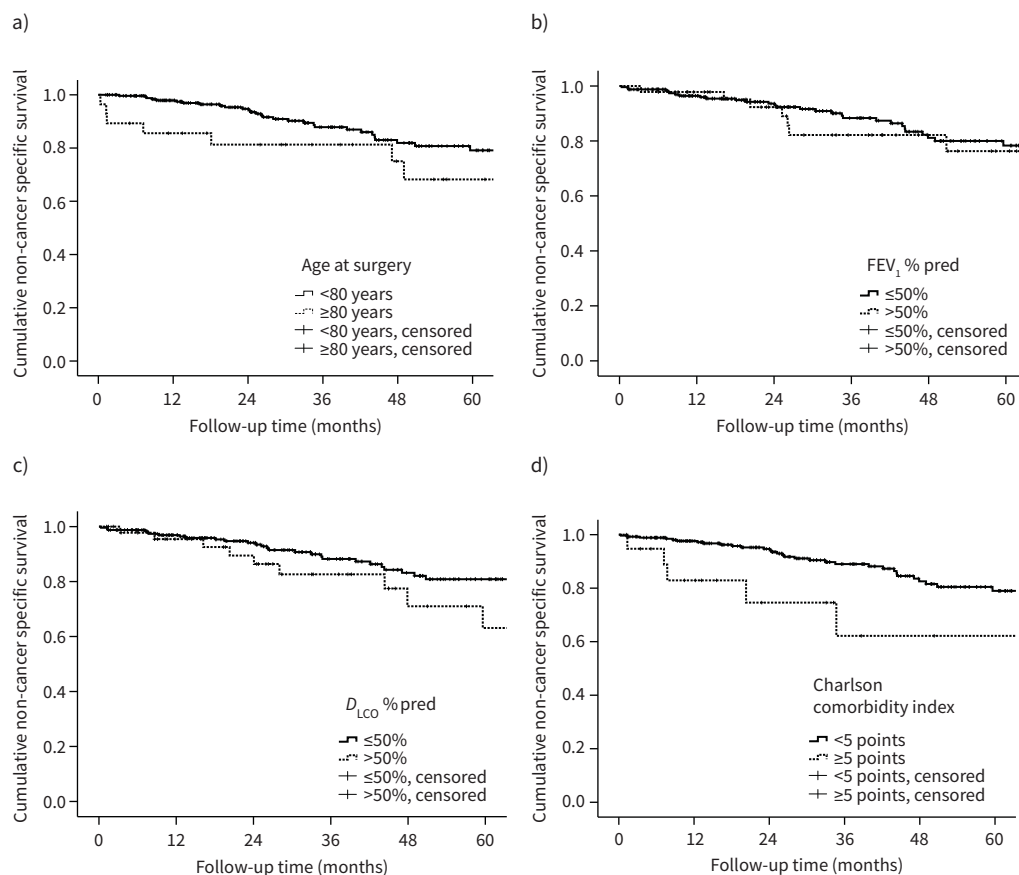 a)
Cumulative non-cancer specific survival
1.0
0.8
0.6
0.4
0.8
0.0
Age at surgery
<80 years
≥80 years
<80 years, censored
≥80 years, censored
0 12 24 36 48 60
Follow-up time (months)
b)
Cumulative non-cancer specific survival
1.0
0.8
0.6
0.4
0.8
0.0
FEV₁ % pred
≤50%
>50%
≤50%, censored
>50%, censored
0 12 24 36 48 60
Follow-up time (months)
c)
Cumulative non-cancer specific survival
1.0
0.8
0.6
0.4
0.8
0.0
DLCO % pred
≤50%
>50%
≤50%, censored
>50%, censored
0 12 24 36 48 60
Follow-up time (months)
d)
Cumulative non-cancer specific survival
1.0
0.8
0.6
0.4
0.8
0.0
Charlson
comorbidity index
<5 points
≥5 points
<5 points, censored
≥5 points, censored
0 12 24 36 48 60
Follow-up time (months)